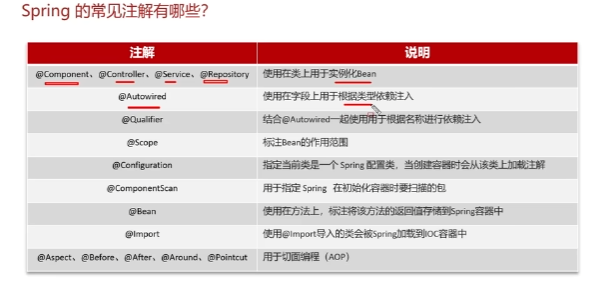 Spring 的常见注解有哪些?
注解 说明
@Component、@Controller、@Service、@Repository 使用在类上用于实例化Bean
@Autowired 使用在字段上用于根据类型依赖注入
@Qualifier 结合@Autowired一起使用用于根据名称进行依赖注入
@Scope 标注Bean的作用范围
@Configuration 指定当前类是一个 Spring 配置类，当创建容器时会从该类上加载注解
@ComponentScan 用于指定 Spring 在初始化容器时要扫描的包
@Bean 使用在方法上，标注将该方法的返回值存储到Spring容器中
@Import 使用@Import导入的类会被Spring加载到IOC容器中
@Aspect、@Before、@After、@Around、@Pointcut 用于切面编程（AOP）